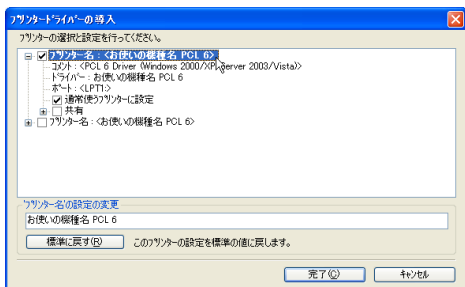 プリンタードライバーの導入
プリンターの選択と設定を行ってください。
プリンター名 : <お使いの機種名 PCL 6>
コメント : <PCL 6 Driver (Windows 2000/XP/Server 2003/Vista)>
ドライバー : お使いの機種名 PCL 6
ポート : <LPT1:>
通常使うプリンターに設定
共有
プリンター名 : <お使いの機種名 PCL 6>
'プリンター名'の設定の変更
お使いの機種名 PCL 6
標準に戻す(R) このプリンターの設定を標準の値に戻します。
完了(C) キャンセル